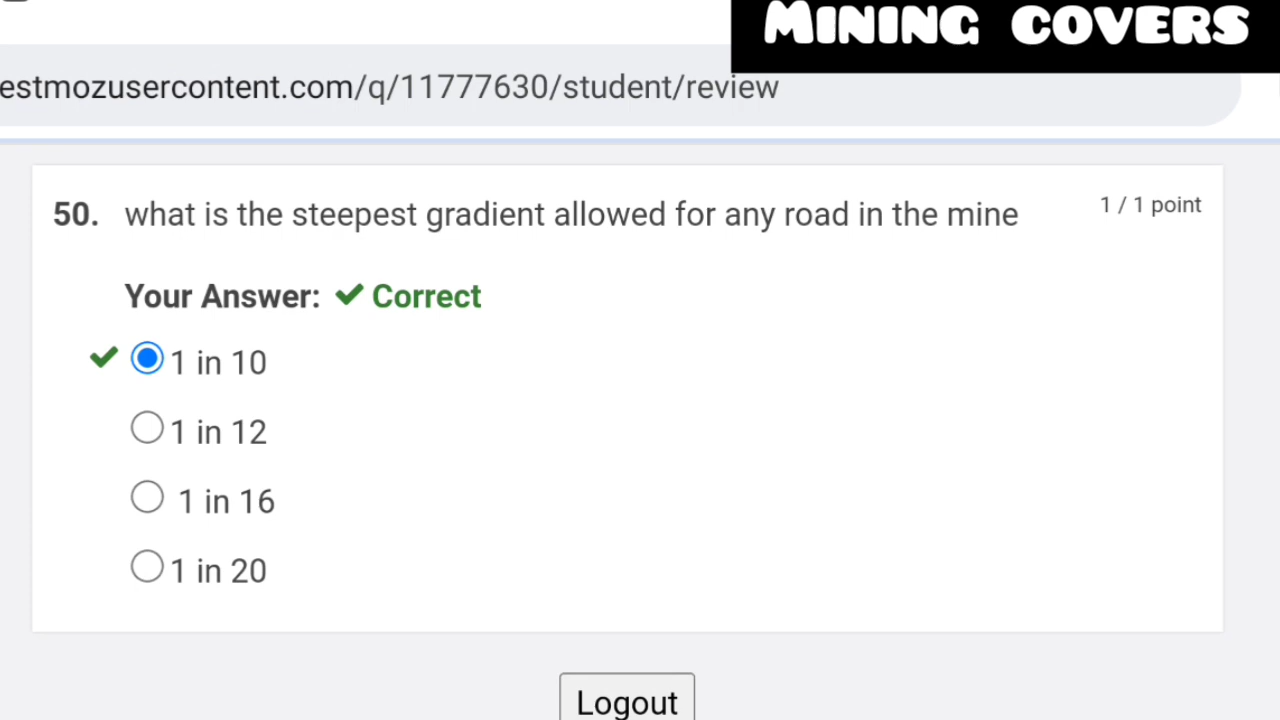 MINING COVERS
estmozusercontent.com/q/11777630/student/review
50. what is the steepest gradient allowed for any road in the mine
1 / 1 point
Your Answer: ✔ Correct
1 in 10
1 in 12
1 in 16
1 in 20
Logout